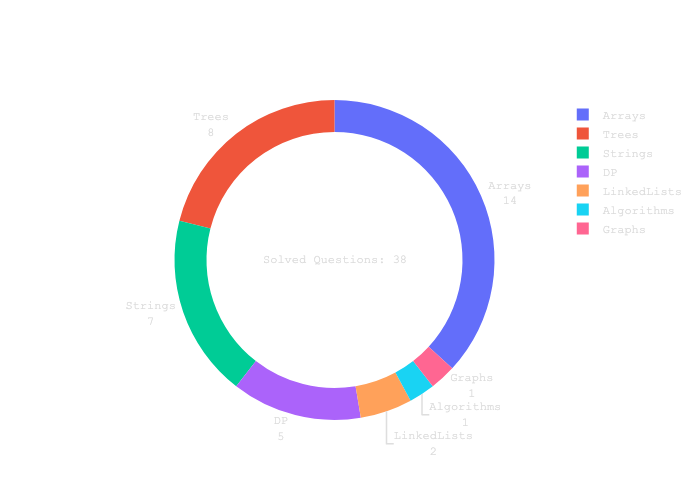 Trees
8
Arrays
14
Solved Questions: 38
Strings
7
Graphs
1
Algorithms
1
DP
5
LinkedLists
2
Arrays
Trees
Strings
DP
LinkedLists
Algorithms
Graphs